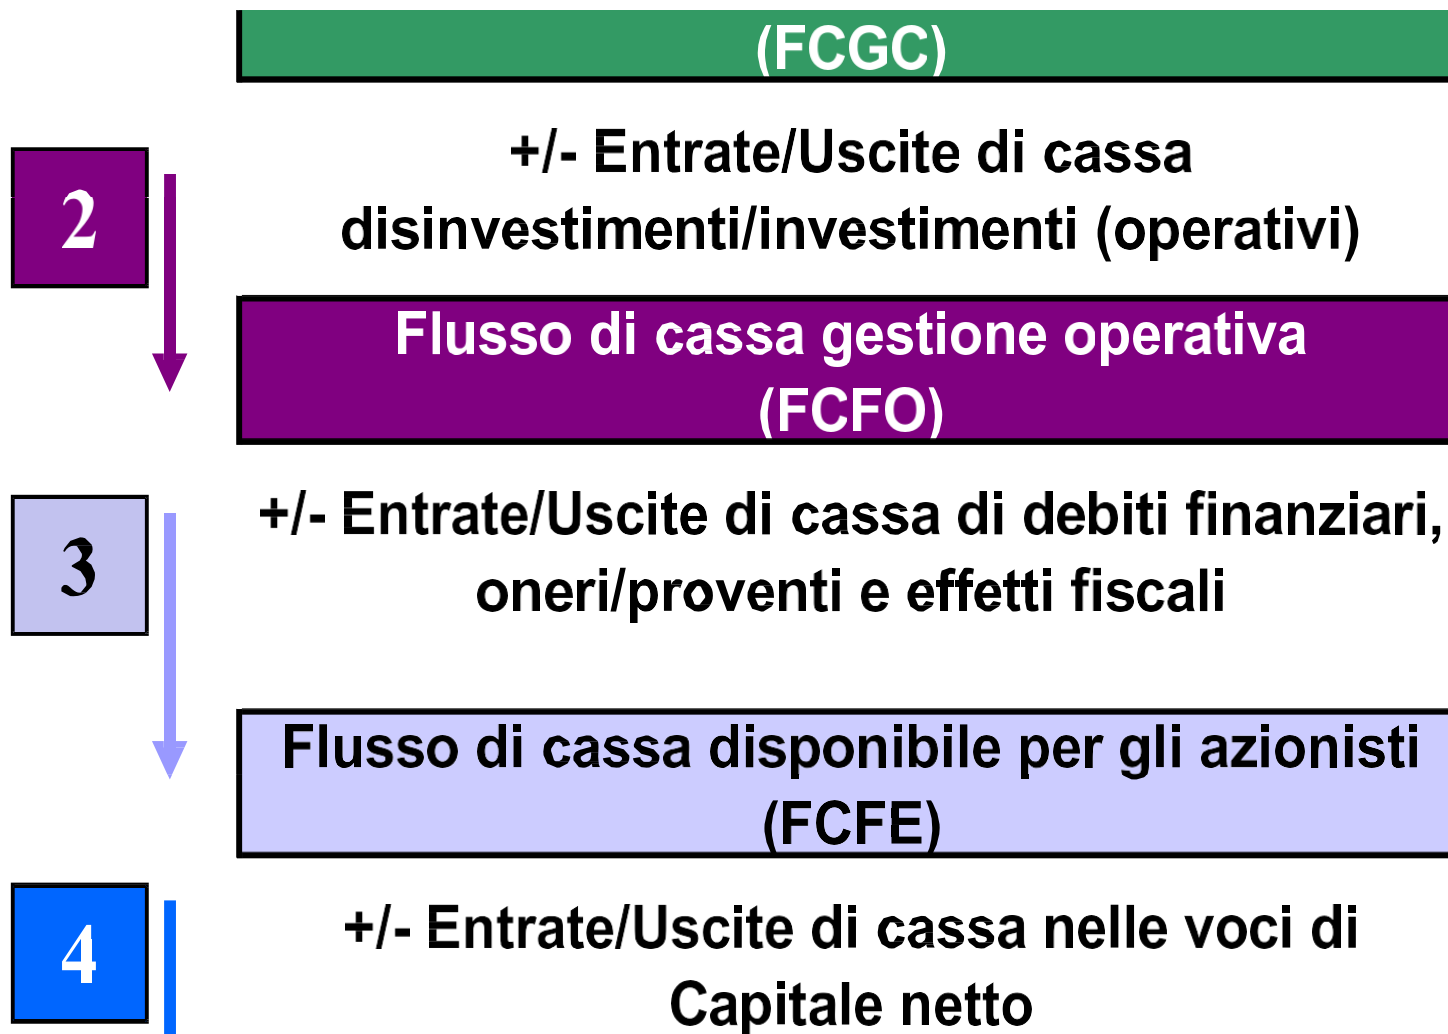 (FCGC)
2
+/- Entrate/Uscite di cassa
disinvestimenti/investimenti (operativi)
Flusso di cassa gestione operativa
(FCFO)
3
+/- Entrate/Uscite di cassa di debiti finanziari,
oneri/proventi e effetti fiscali
Flusso di cassa disponibile per gli azionisti
(FCFE)
4
+/- Entrate/Uscite di cassa nelle voci di
Capitale netto